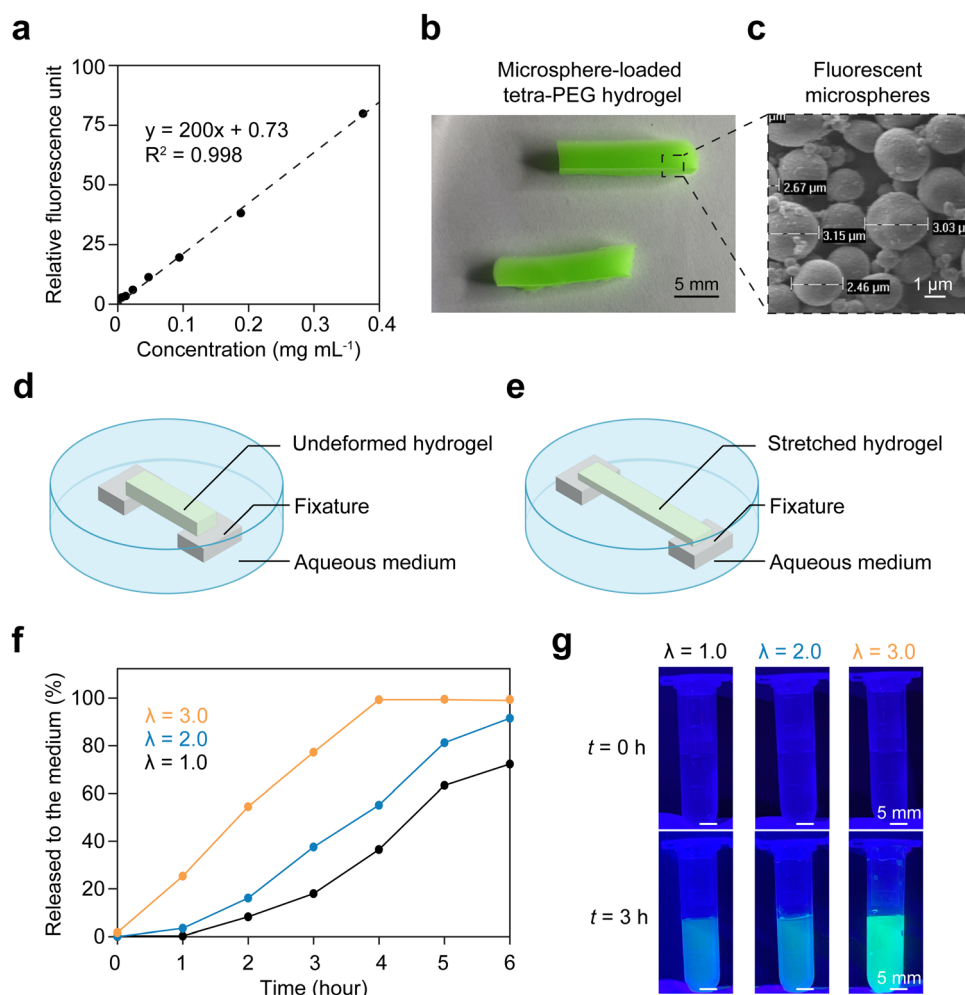 a
100
75
50
25
0
Relative fluorescence unit
y = 200x + 0.73
R² = 0.998
0 0.1 0.2 0.3 0.4
Concentration (mg mL⁻¹)
b
Microsphere-loaded
tetra-PEG hydrogel
5 mm
c
Fluorescent
microspheres
µm
2.67 µm
3.15 µm
3.03 µm
2.46 µm
1 µm
d
Undeformed hydrogel
Fixature
Aqueous medium
e
Stretched hydrogel
Fixature
Aqueous medium
f
100
80
60
40
20
0
Released to the medium (%)
λ = 3.0
λ = 2.0
λ = 1.0
0 1 2 3 4 5 6
Time (hour)
g
λ = 1.0 λ = 2.0 λ = 3.0
t = 0 h
5 mm
t = 3 h
5 mm